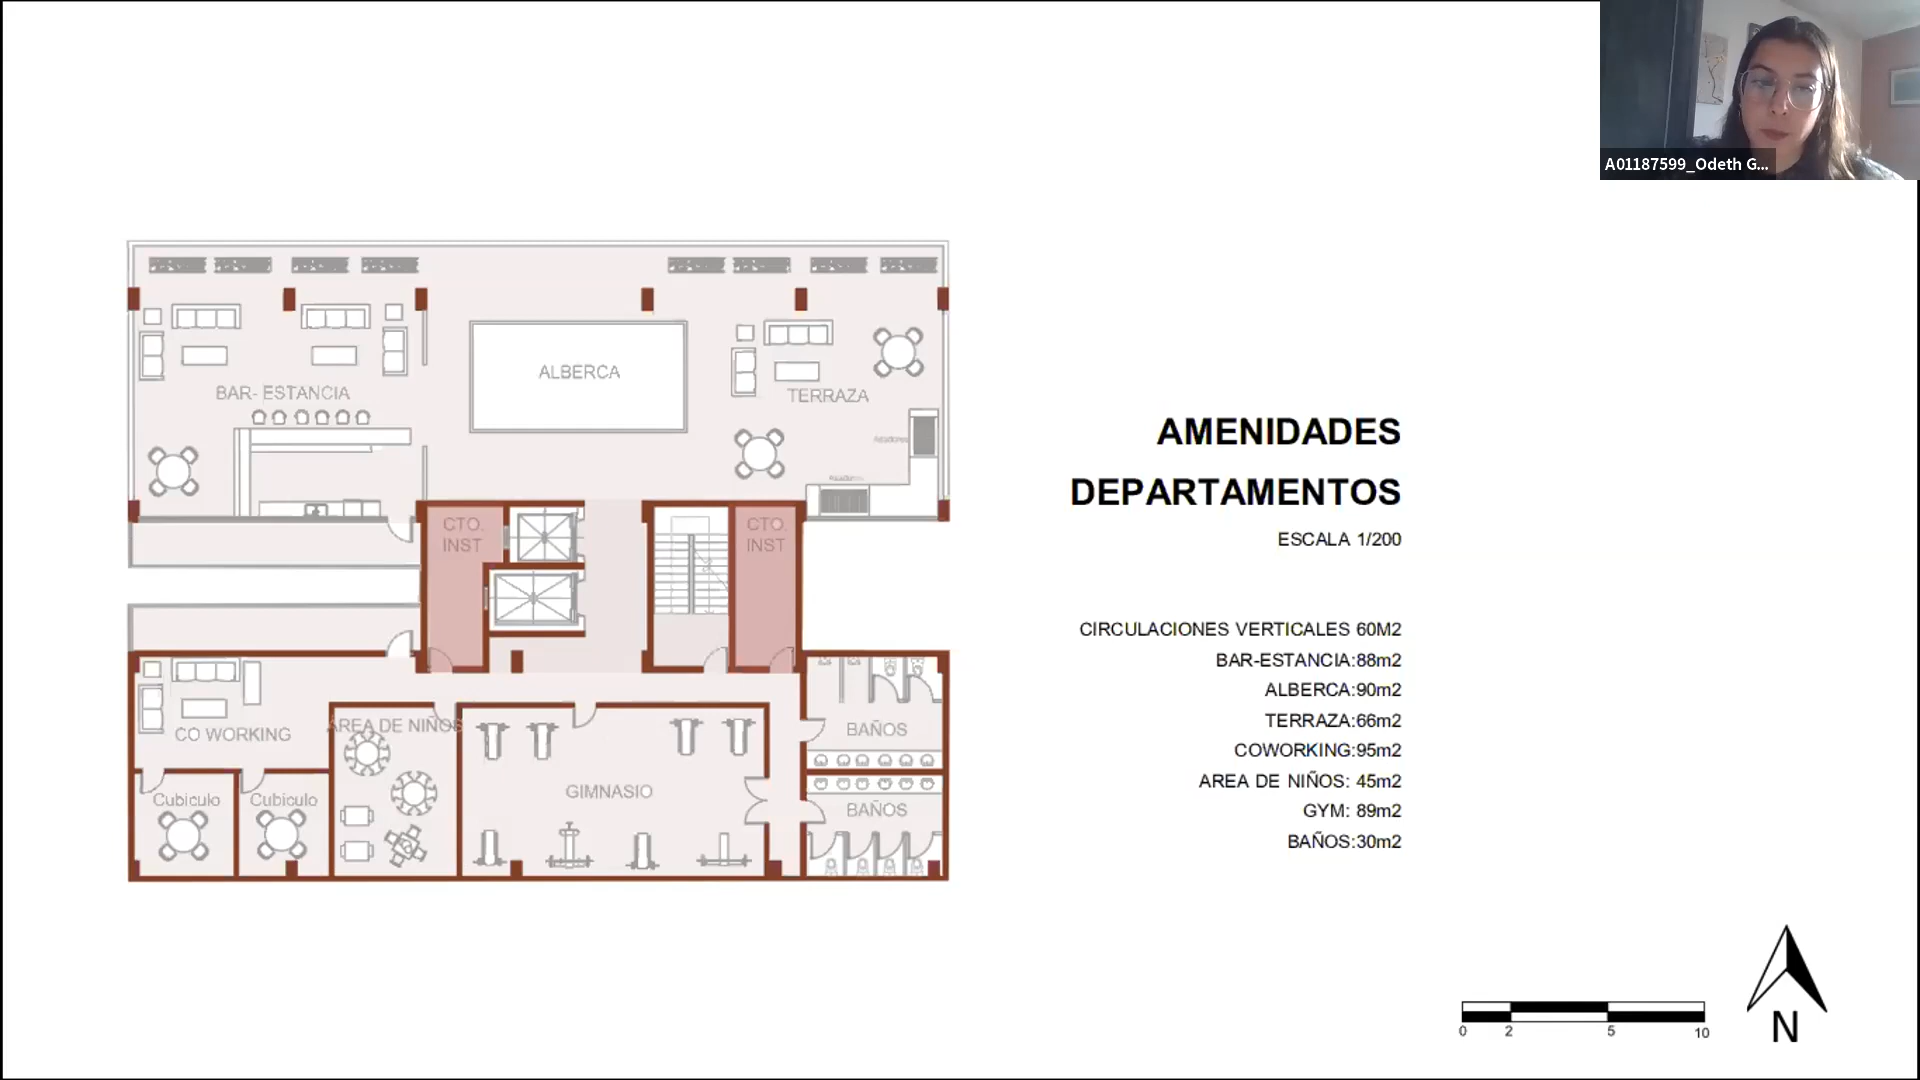 A01187599_Odeth G...
ALBERCA
BAR- ESTANCIA
TERRAZA
CTO.
INST
CTO.
INST
CO WORKING
ÁREA DE NIÑOS
BAÑOS
Cubiculo
Cubiculo
GIMNASIO
BAÑOS
AMENIDADES
DEPARTAMENTOS
ESCALA 1/200
CIRCULACIONES VERTICALES 60M2
BAR-ESTANCIA:88m2
ALBERCA:90m2
TERRAZA:66m2
COWORKING:95m2
AREA DE NIÑOS: 45m2
GYM: 89m2
BAÑOS:30m2
0 2 5 10
N